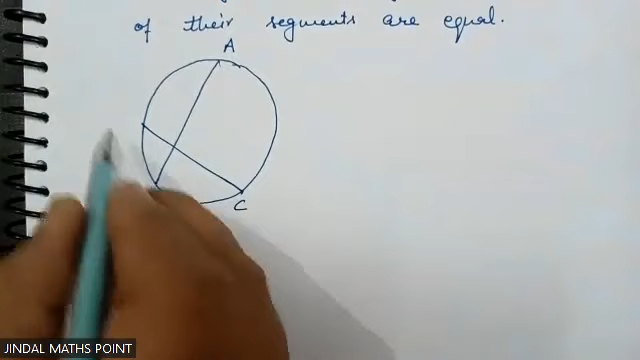 of their segments are equal.
A
C
JINDAL MATHS POINT